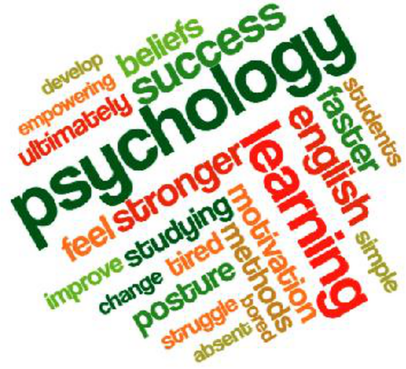 develop
beliefs
empowering
success
ultimately
psychology
students
faster
english
learning
feel
stronger
improve
studying
motivation
simple
change
tired
methods
posture
struggle
bored
absent